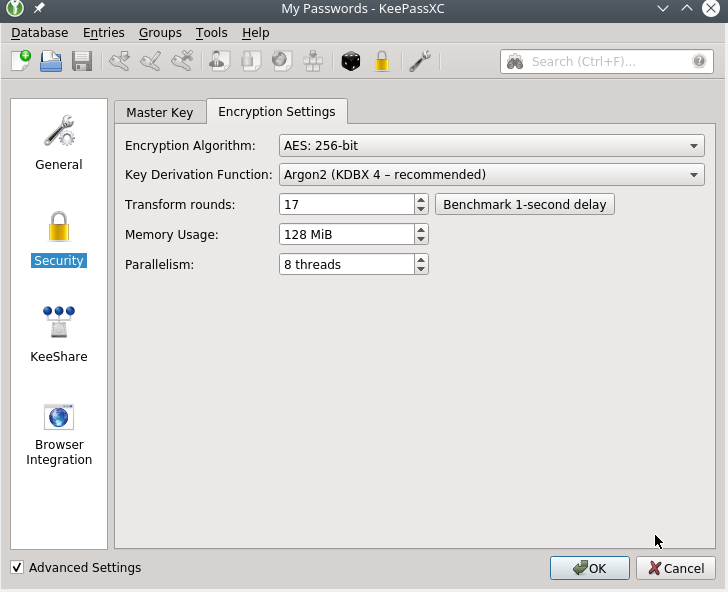 My Passwords - KeePassXC
Database Entries Groups Tools Help
Search (Ctrl+F)...
General
Security
KeeShare
Browser
Integration
Master Key
Encryption Settings
Encryption Algorithm: AES: 256-bit
Key Derivation Function: Argon2 (KDBX 4 – recommended)
Transform rounds: 17 Benchmark 1-second delay
Memory Usage: 128 MiB
Parallelism: 8 threads
Advanced Settings
OK
Cancel